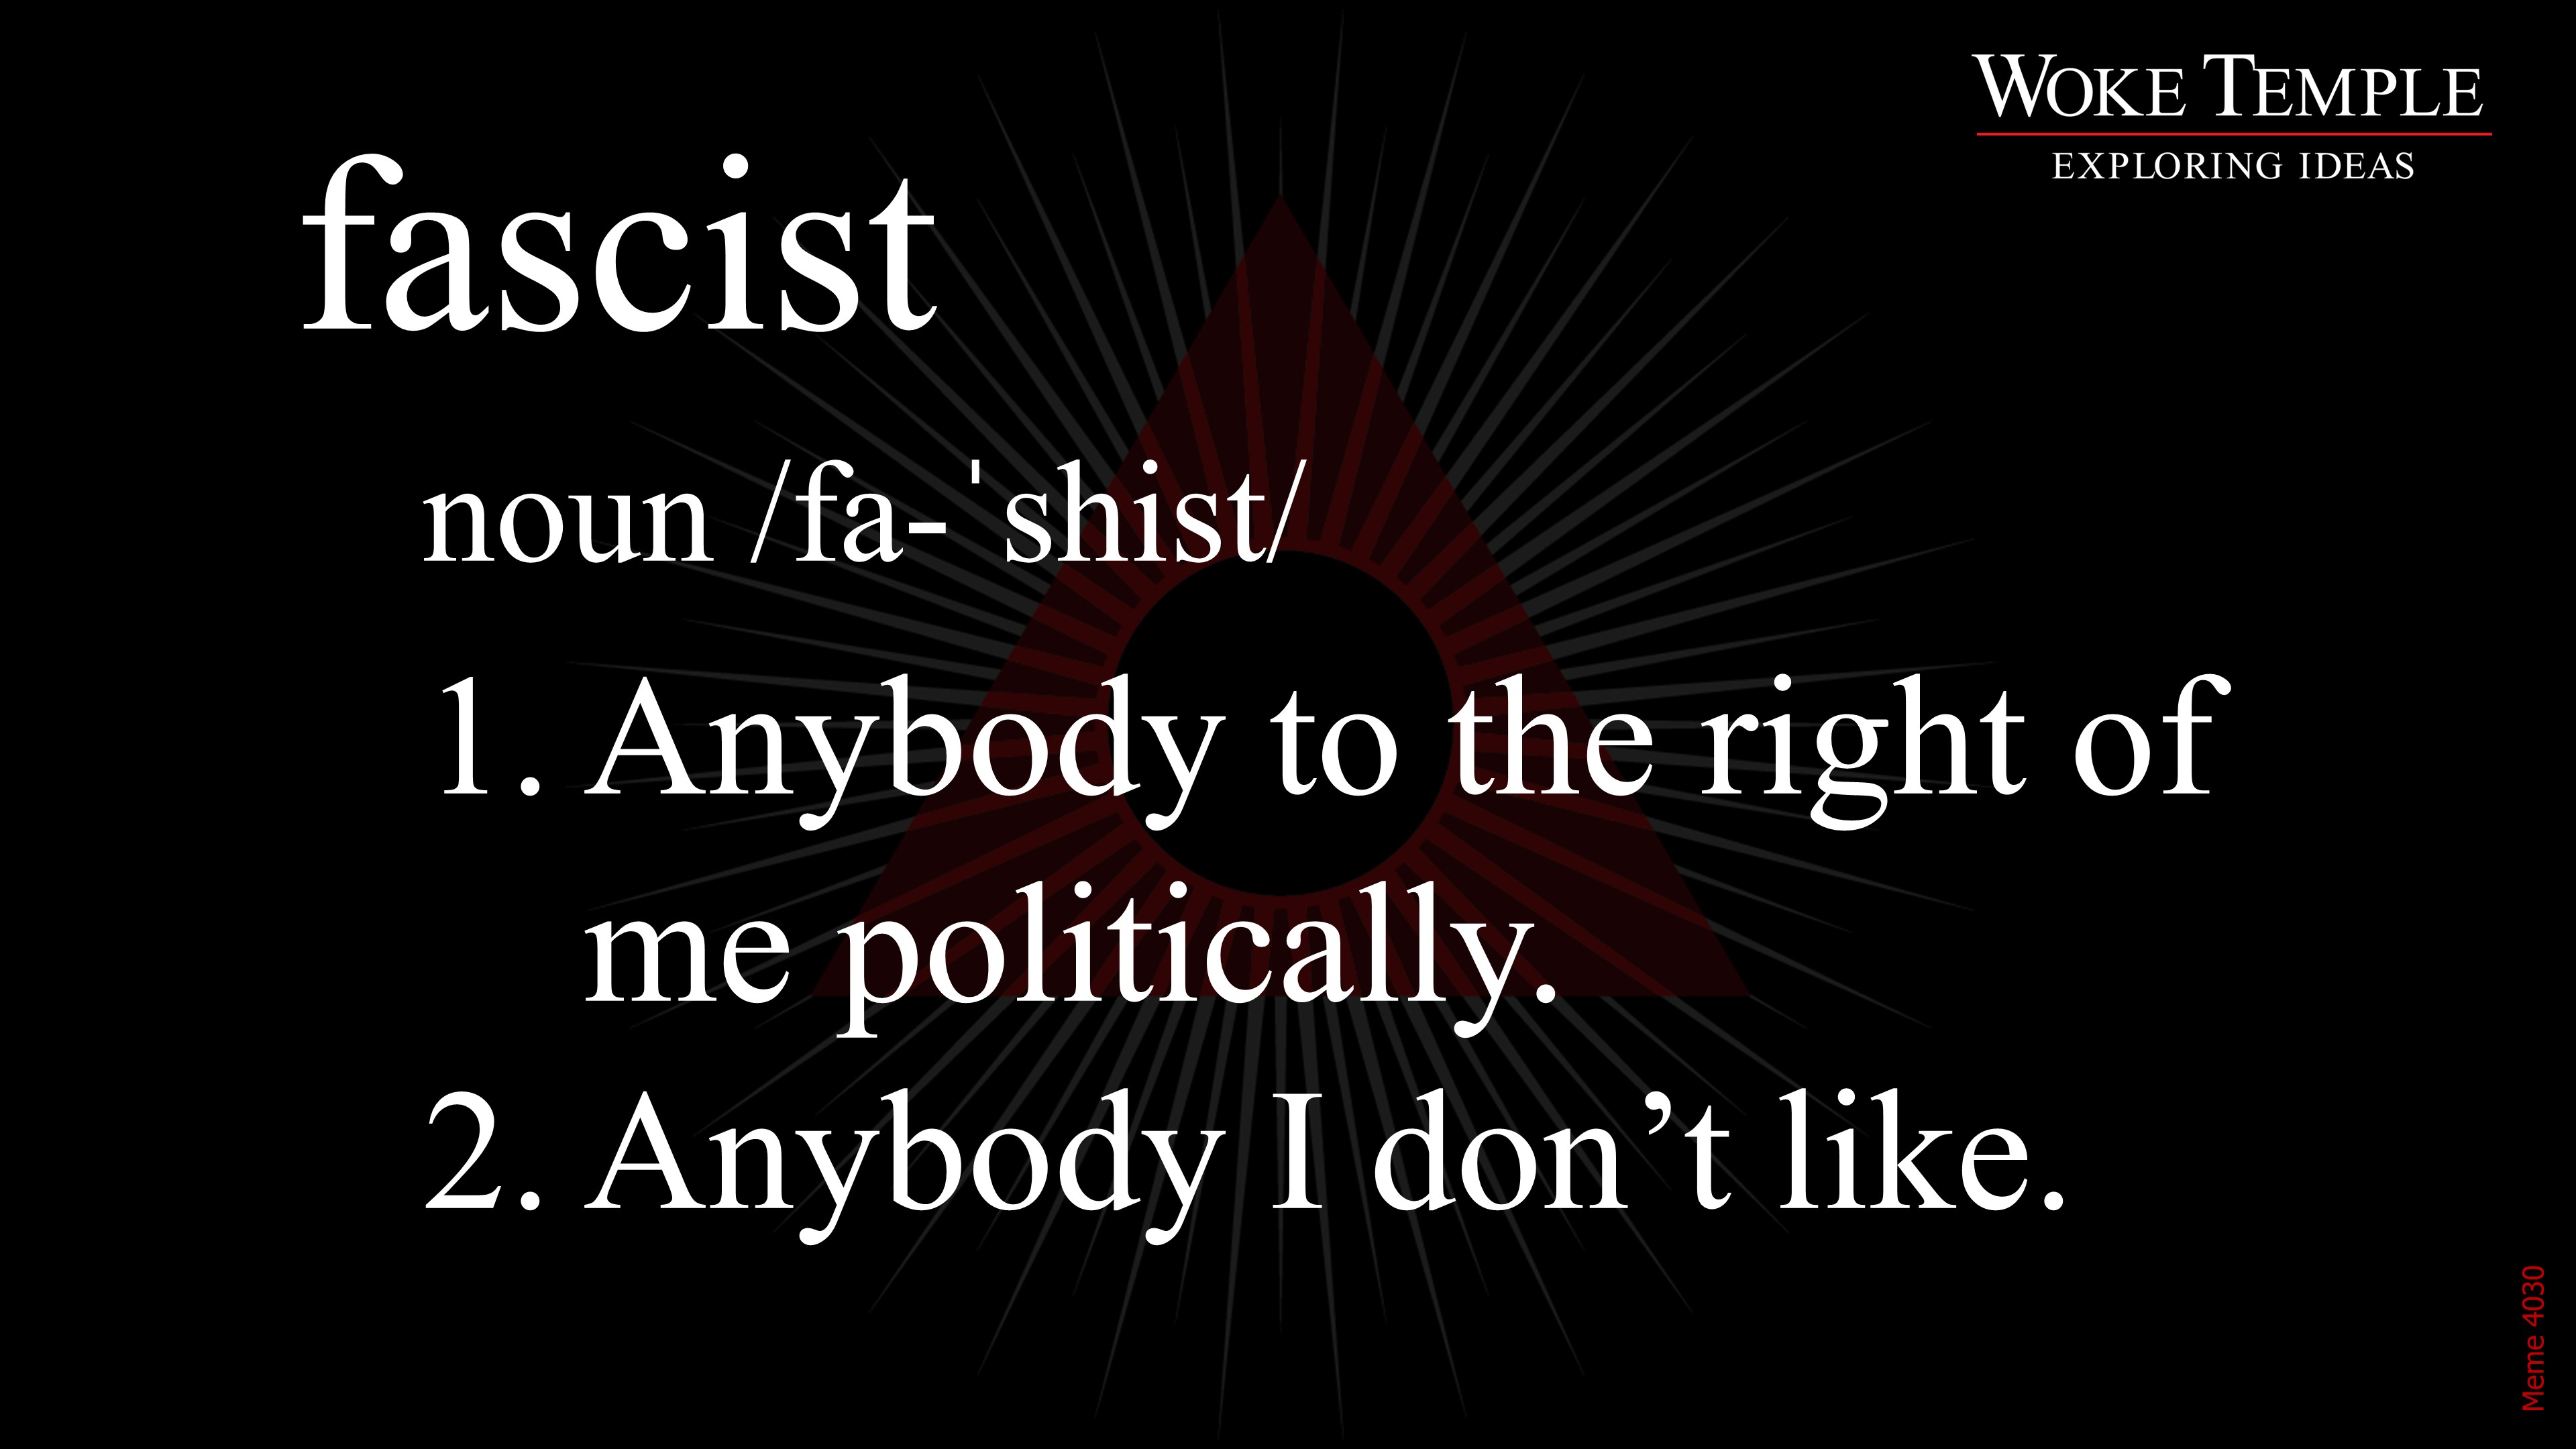 WOKE TEMPLE
EXPLORING IDEAS
fascist
noun /fa-ˈshist/
1. Anybody to the right of
me politically.
2. Anybody I don’t like.
Meme 4030